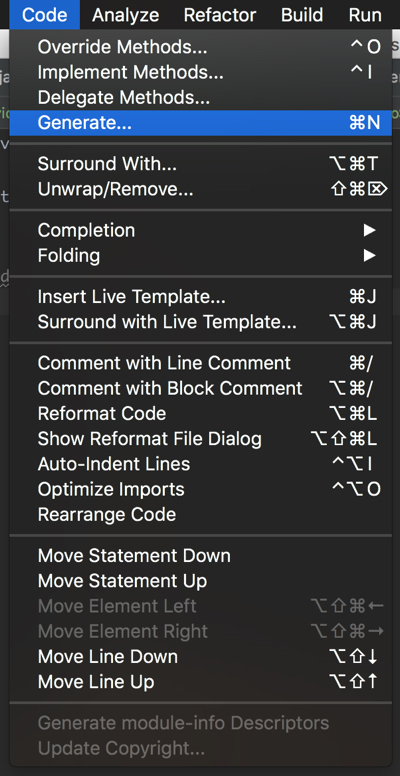 Code Analyze Refactor Build Run
Override Methods... ^O
Implement Methods... ^I
Delegate Methods...
Generate... ⌘N
Surround With... ⌥⌘T
Unwrap/Remove... ⇧⌘⌦
Completion ▶
Folding ▶
Insert Live Template... ⌘J
Surround with Live Template... ⌥⌘J
Comment with Line Comment ⌘/
Comment with Block Comment ⌥⌘/
Reformat Code ⌥⌘L
Show Reformat File Dialog ⌥⇧⌘L
Auto-Indent Lines ^⌥I
Optimize Imports ^⌥O
Rearrange Code
Move Statement Down
Move Statement Up
Move Element Left ⌥⇧⌘←
Move Element Right ⌥⇧⌘→
Move Line Down ⌥⇧↓
Move Line Up ⌥⇧↑
Generate module-info Descriptors
Update Copyright...